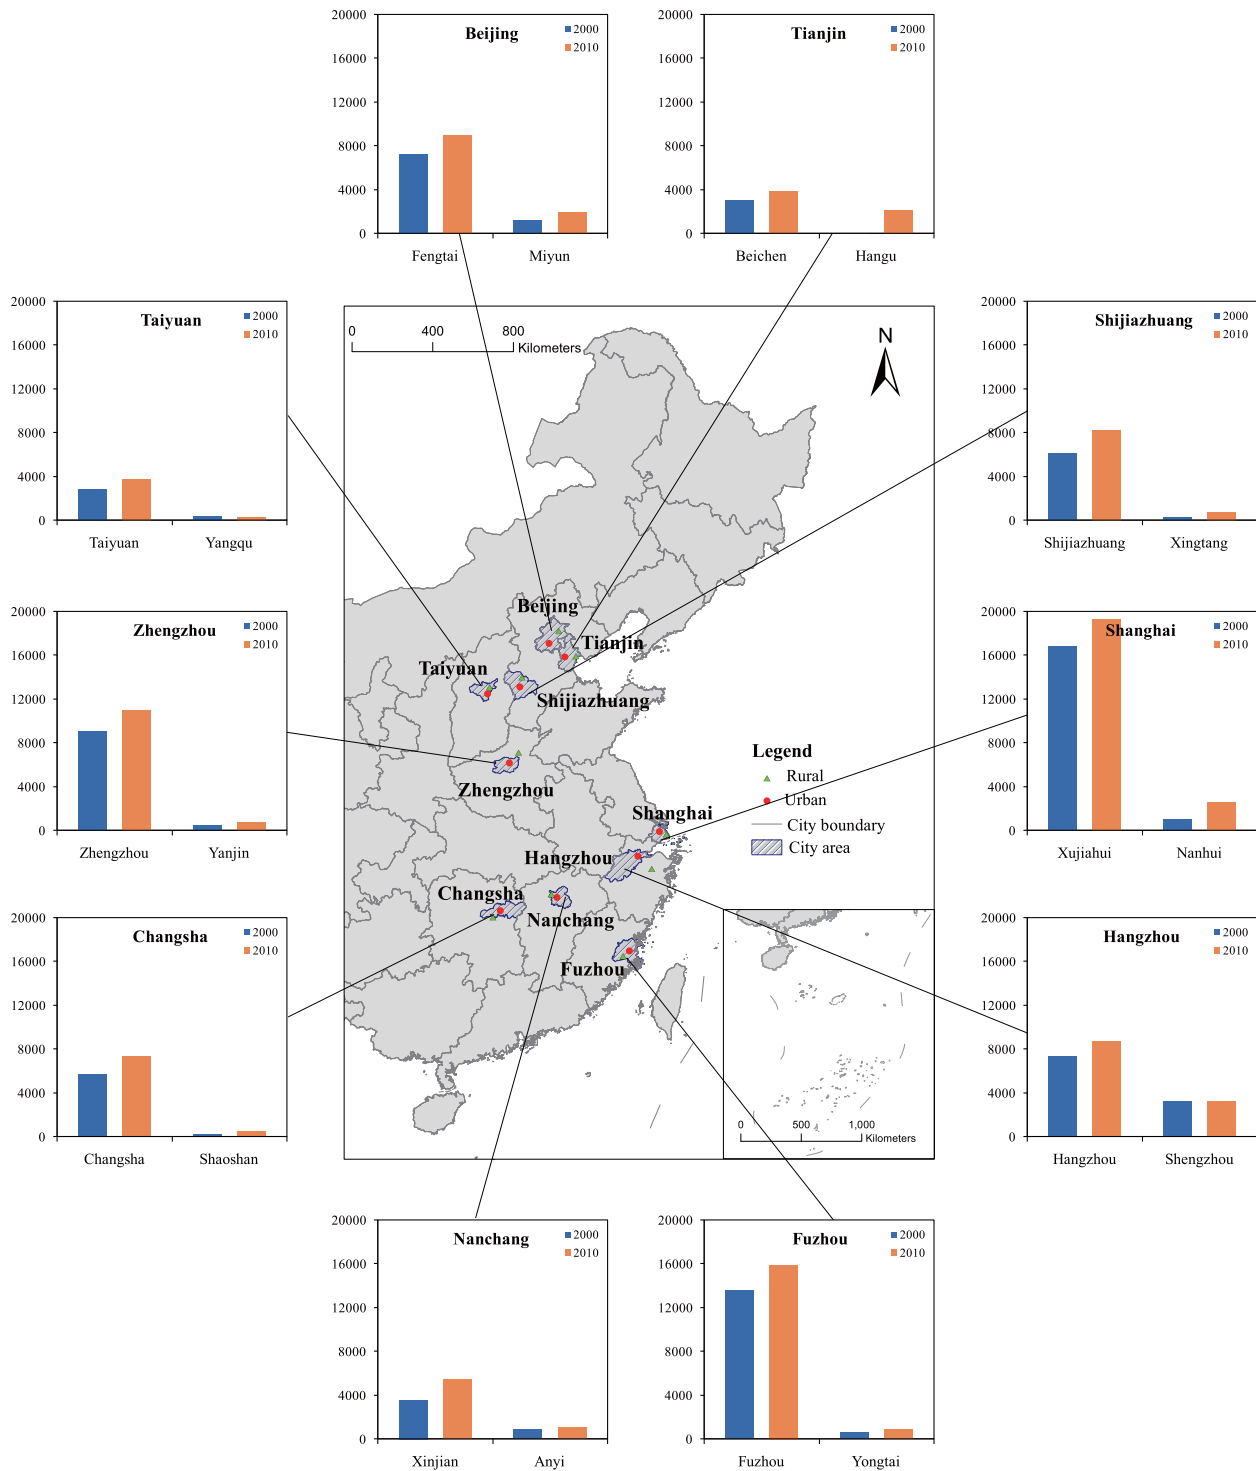 Beijing
2000
2010
20000
16000
12000
8000
4000
0
Fengtai Miyun
Tianjin
2000
2010
20000
16000
12000
8000
4000
0
Beichen Hangu
Taiyuan
2000
2010
20000
16000
12000
8000
4000
0
Taiyuan Yangqu
Shijiazhuang
2000
2010
20000
16000
12000
8000
4000
0
Shijiazhuang Xingtang
Zhengzhou
2000
2010
20000
16000
12000
8000
4000
0
Zhengzhou Yanjin
Shanghai
2000
2010
20000
16000
12000
8000
4000
0
Xujiahui Nanhui
Changsha
2000
2010
20000
16000
12000
8000
4000
0
Changsha Shaoshan
Hangzhou
2000
2010
20000
16000
12000
8000
4000
0
Hangzhou Shengzhou
Nanchang
2000
2010
20000
16000
12000
8000
4000
0
Xinjian Anyi
Fuzhou
2000
2010
20000
16000
12000
8000
4000
0
Fuzhou Yongtai
0 400 800
Kilometers
N
Beijing
Tianjin
Taiyuan
Shijiazhuang
Zhengzhou
Shanghai
Hangzhou
Changsha
Nanchang
Fuzhou
Legend
Rural
Urban
City boundary
City area
0 500 1,000
Kilometers